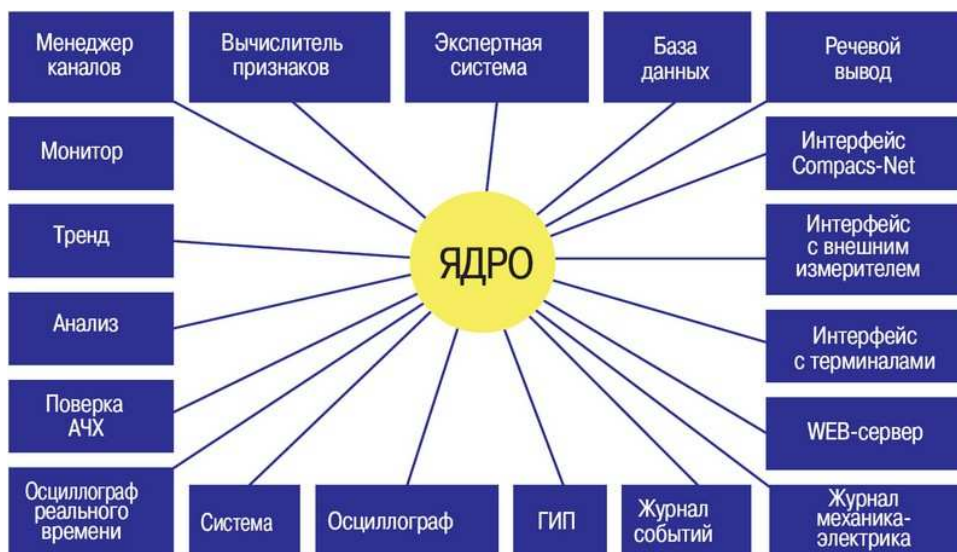 Менеджер
каналов
Вычислитель
признаков
Экспертная
система
База
данных
Речевой
вывод
Монитор
Интерфейс
Compacs-Net
Тренд
ЯДРО
Интерфейс
с внешним
измерителем
Анализ
Интерфейс
с терминалами
Поверка
АЧХ
WEB-сервер
Осциллограф
реального
времени
Система
Осциллограф
ГИП
Журнал
событий
Журнал
механика-
электрика